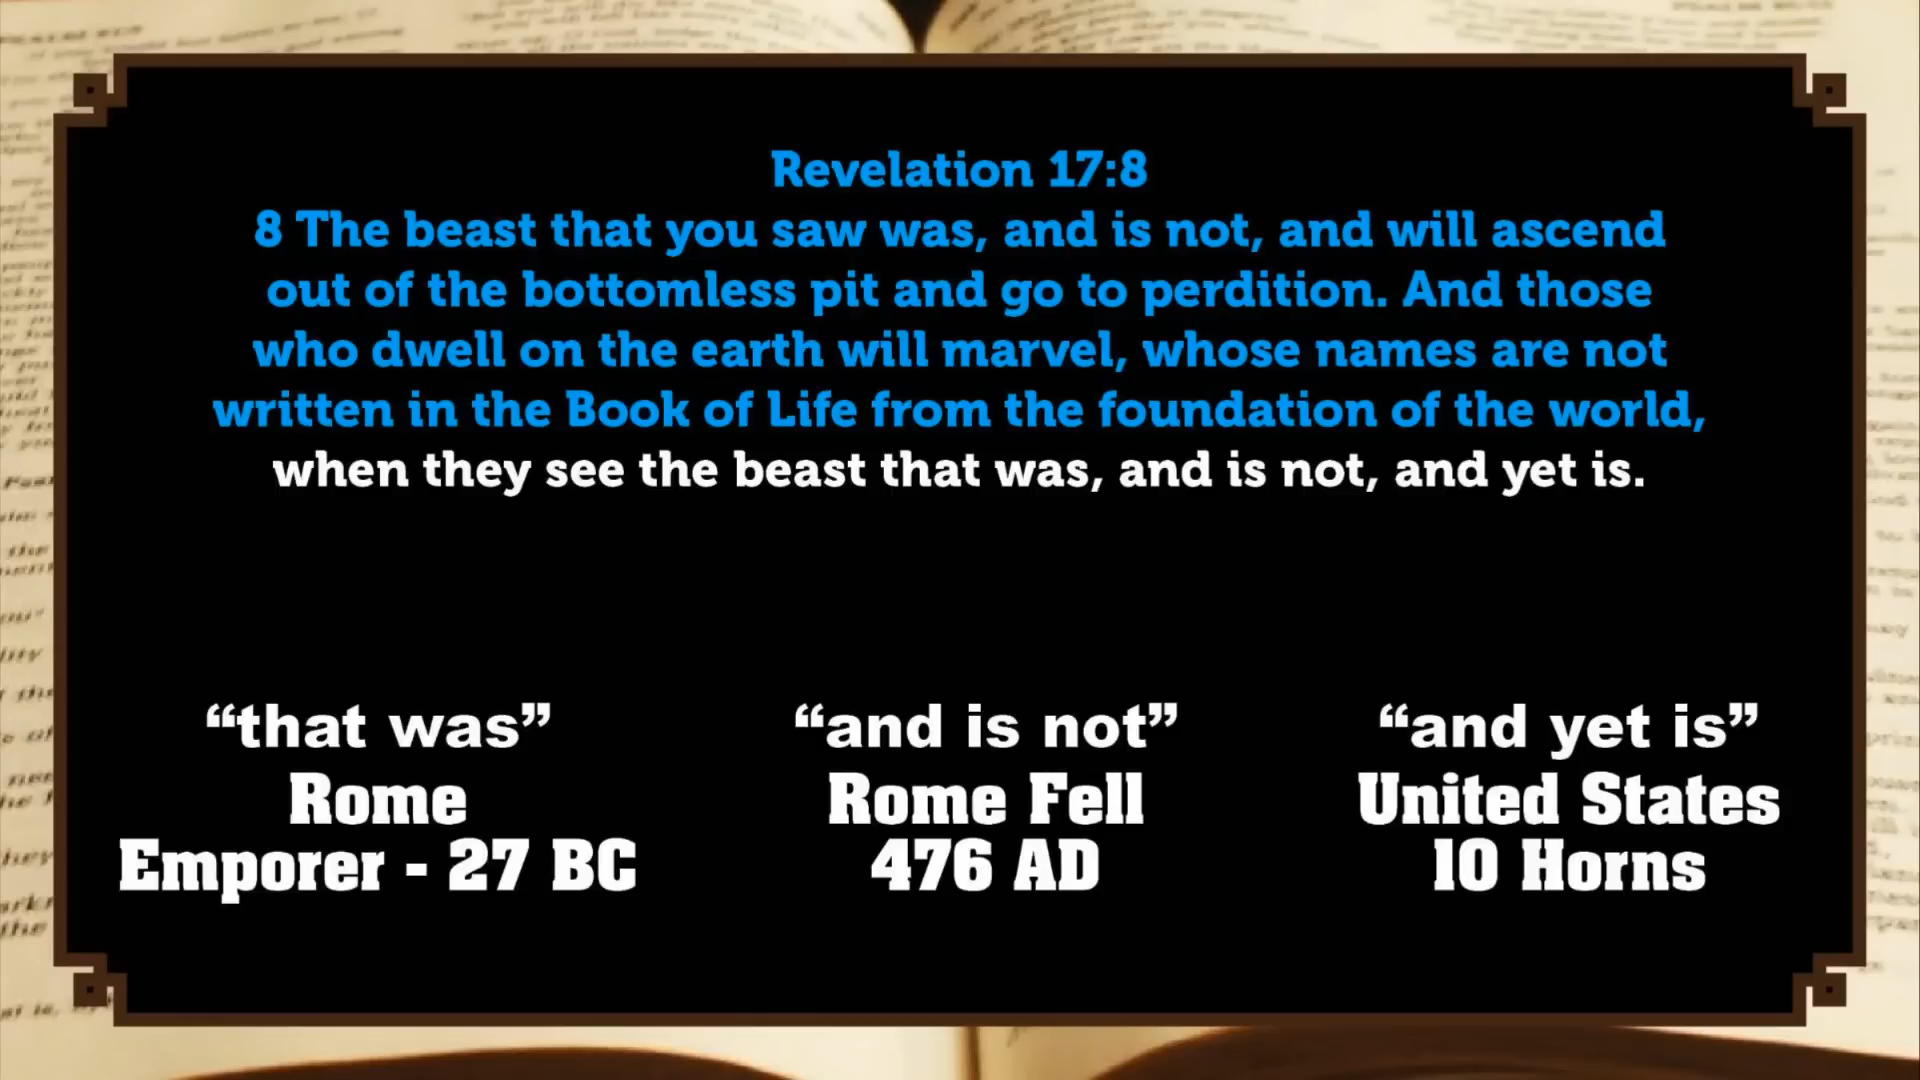 Revelation 17:8
8 The beast that you saw was, and is not, and will ascend
out of the bottomless pit and go to perdition. And those
who dwell on the earth will marvel, whose names are not
written in the Book of Life from the foundation of the world,
when they see the beast that was, and is not, and yet is.
“that was”
Rome
Emporer - 27 BC
“and is not”
Rome Fell
476 AD
“and yet is”
United States
10 Horns